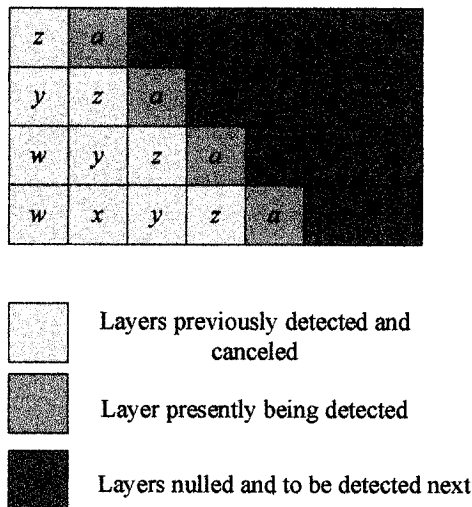 z a
y z a
w y z a
w x y z a
Layers previously detected and
canceled
Layer presently being detected
Layers nulled and to be detected next